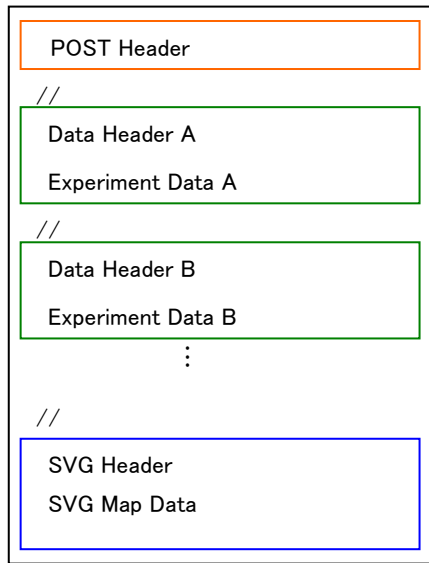 POST Header
//
Data Header A
Experiment Data A
//
Data Header B
Experiment Data B
⋮
//
SVG Header
SVG Map Data